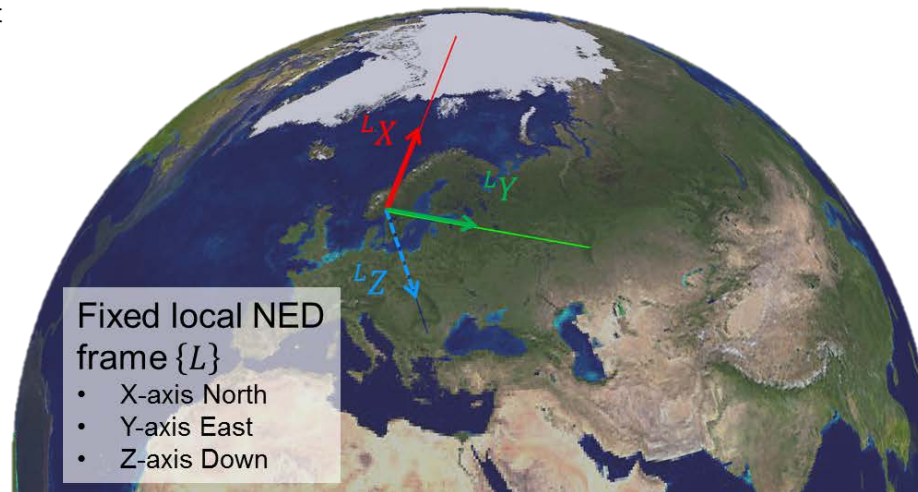 :
ᴸX
ᴸY
ᴸZ
Fixed local NED
frame {L}
• X-axis North
• Y-axis East
• Z-axis Down